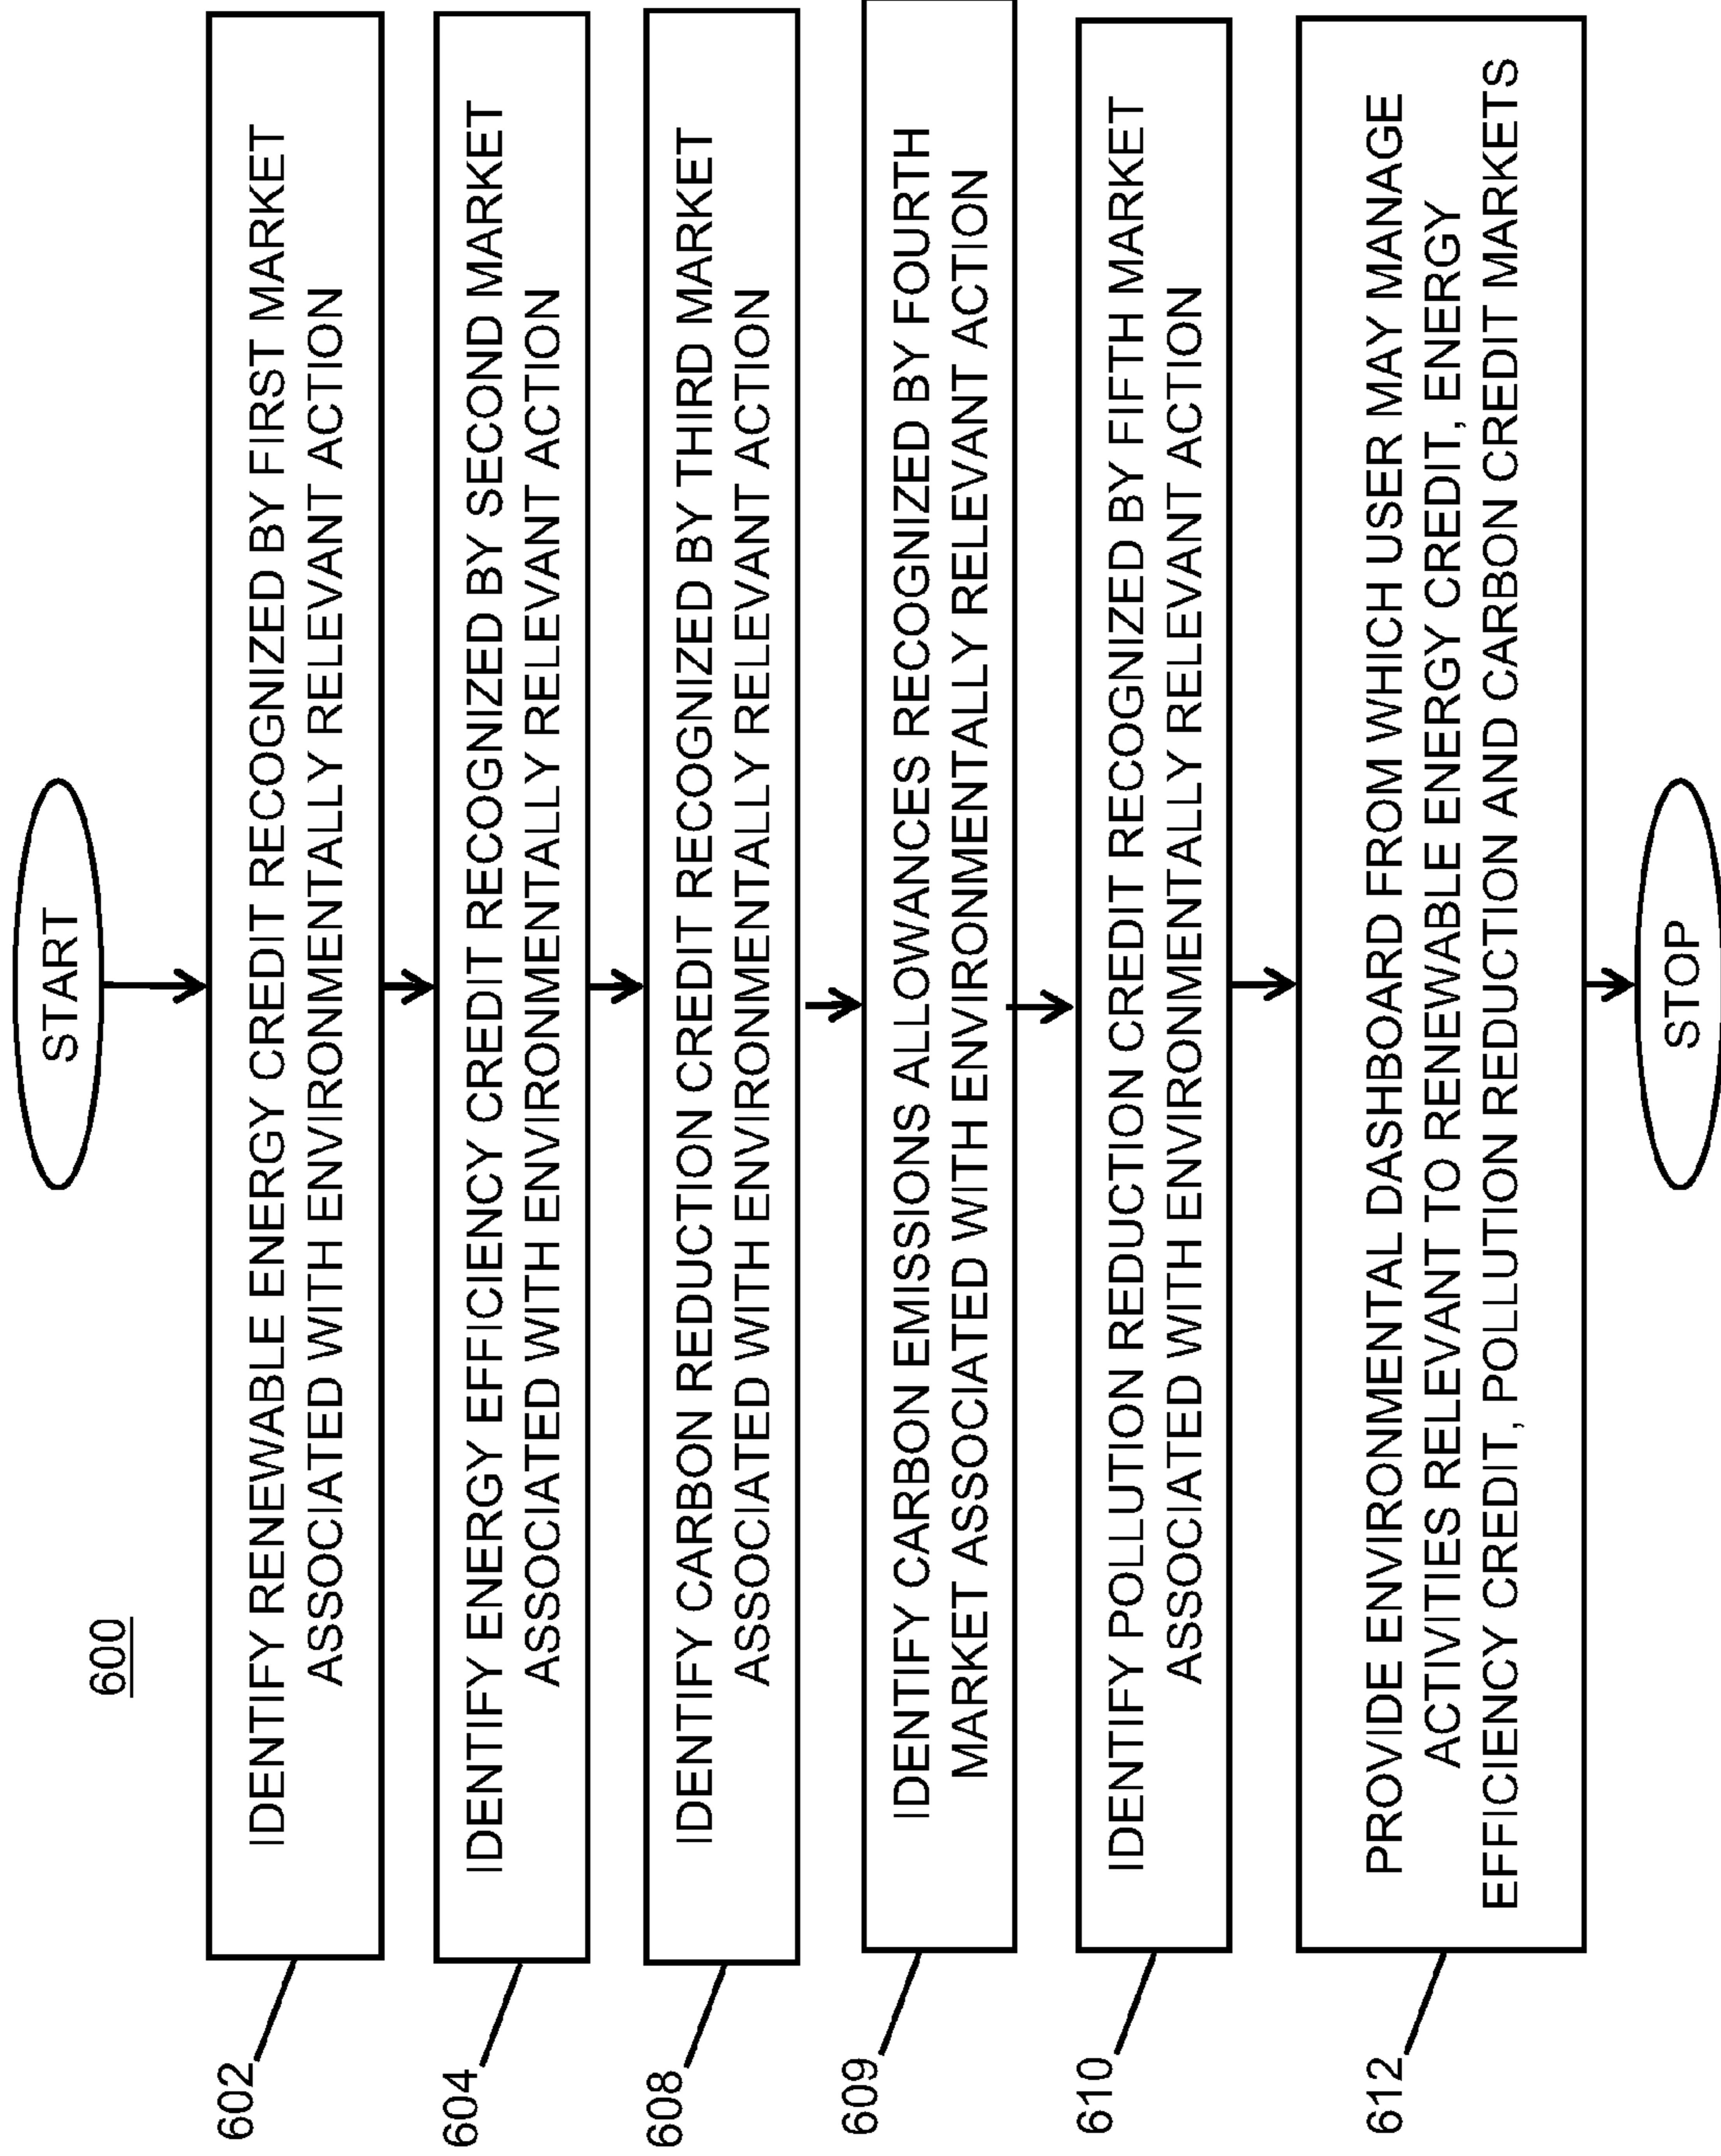 600
START
602
IDENTIFY RENEWABLE ENERGY CREDIT RECOGNIZED BY FIRST MARKET
ASSOCIATED WITH ENVIRONMENTALLY RELEVANT ACTION
604
IDENTIFY ENERGY EFFICIENCY CREDIT RECOGNIZED BY SECOND MARKET
ASSOCIATED WITH ENVIRONMENTALLY RELEVANT ACTION
608
IDENTIFY CARBON REDUCTION CREDIT RECOGNIZED BY THIRD MARKET
ASSOCIATED WITH ENVIRONMENTALLY RELEVANT ACTION
609
IDENTIFY CARBON EMISSIONS ALLOWANCES RECOGNIZED BY FOURTH
MARKET ASSOCIATED WITH ENVIRONMENTALLY RELEVANT ACTION
610
IDENTIFY POLLUTION REDUCTION CREDIT RECOGNIZED BY FIFTH MARKET
ASSOCIATED WITH ENVIRONMENTALLY RELEVANT ACTION
612
PROVIDE ENVIRONMENTAL DASHBOARD FROM WHICH USER MAY MANAGE
ACTIVITIES RELEVANT TO RENEWABLE ENERGY CREDIT, ENERGY
EFFICIENCY CREDIT, POLLUTION REDUCTION AND CARBON CREDIT MARKETS
STOP